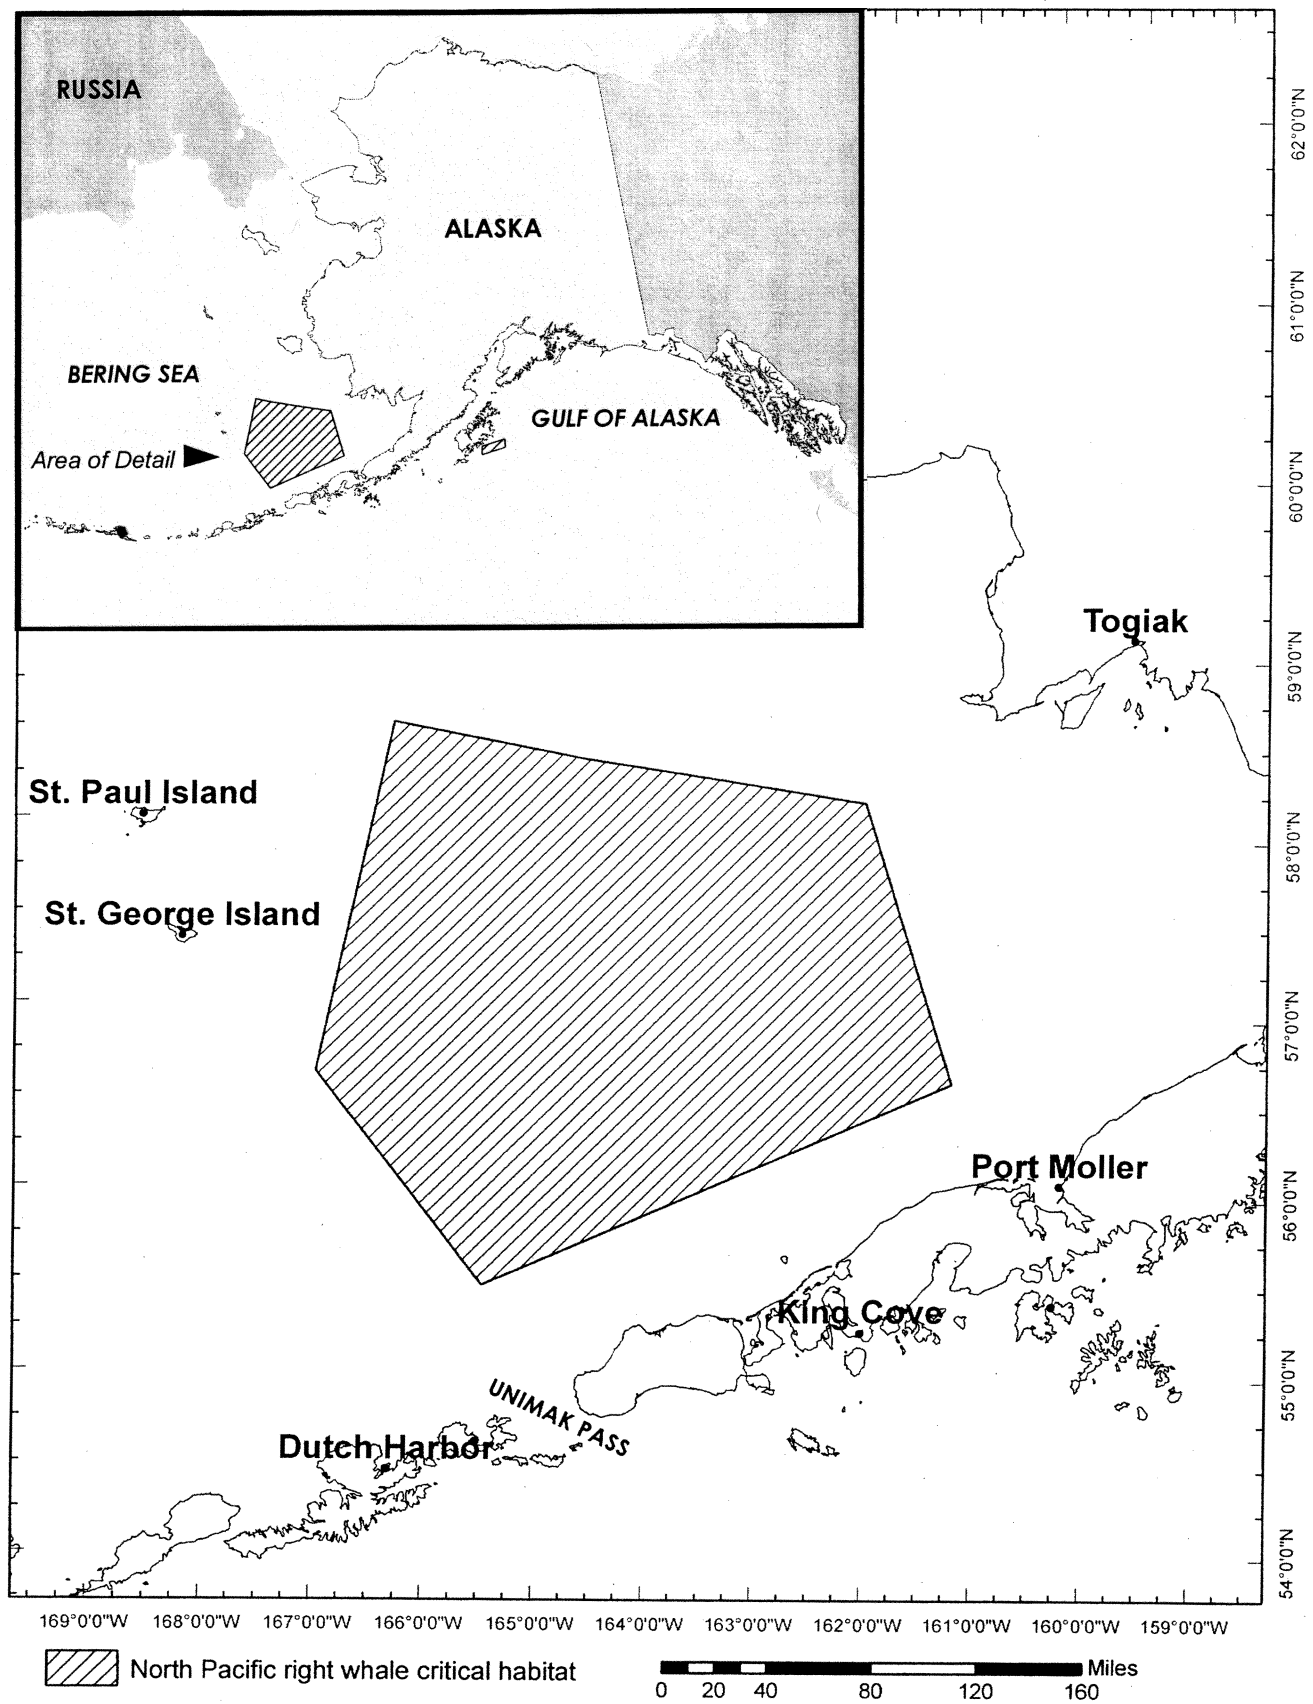 RUSSIA
ALASKA
BERING SEA
GULF OF ALASKA
Area of Detail
62°0'0"N
61°0'0"N
60°0'0"N
Togiak
59°0'0"N
St. Paul Island
58°0'0"N
St. George Island
57°0'0"N
Port Moller
56°0'0"N
King Cove
55°0'0"N
UNIMAK PASS
Dutch Harbor
54°0'0"N
169°0'0"W 168°0'0"W 167°0'0"W 166°0'0"W 165°0'0"W 164°0'0"W 163°0'0"W 162°0'0"W 161°0'0"W 160°0'0"W 159°0'0"W
North Pacific right whale critical habitat
Miles
0 20 40 80 120 160